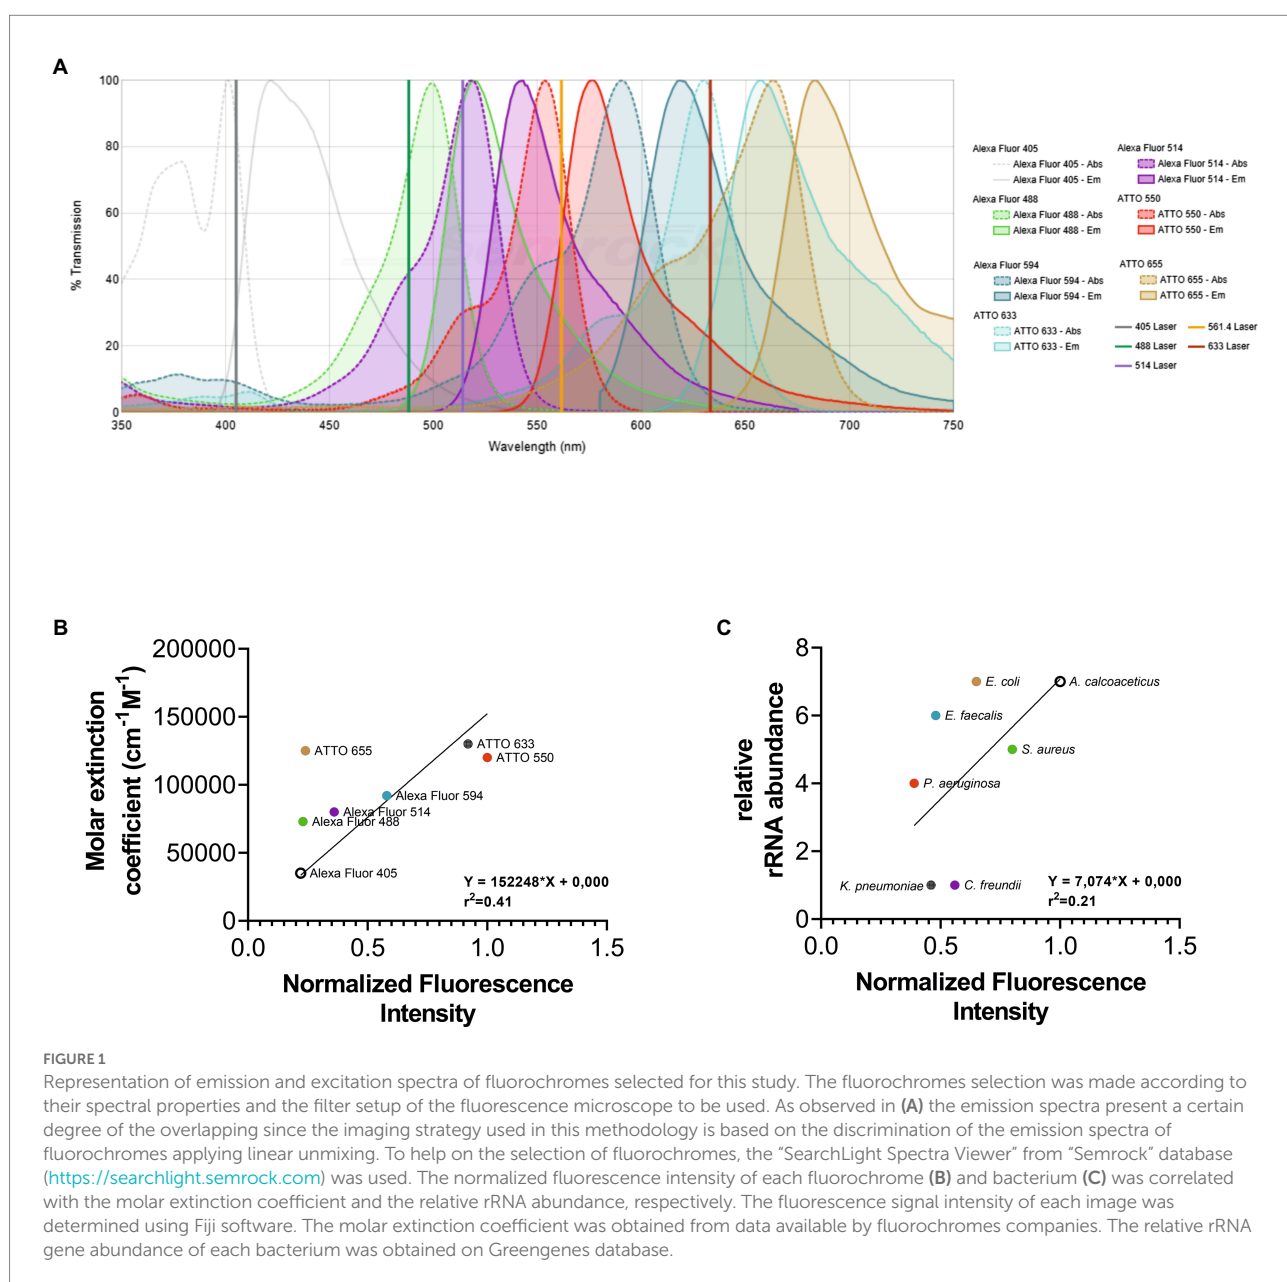 A
% Transmission
100
80
60
40
20
0
350 400 450 500 550 600 650 700 750
Wavelength (nm)
Alexa Fluor 405
Alexa Fluor 405 - Abs
Alexa Fluor 405 - Em
Alexa Fluor 488
Alexa Fluor 488 - Abs
Alexa Fluor 488 - Em
Alexa Fluor 594
Alexa Fluor 594 - Abs
Alexa Fluor 594 - Em
ATTO 633
ATTO 633 - Abs
ATTO 633 - Em
Alexa Fluor 514
Alexa Fluor 514 - Abs
Alexa Fluor 514 - Em
ATTO 550
ATTO 550 - Abs
ATTO 550 - Em
ATTO 655
ATTO 655 - Abs
ATTO 655 - Em
405 Laser 561.4 Laser
488 Laser 633 Laser
514 Laser
Semrock
B
Molar extinction
coefficient (cm⁻¹M⁻¹)
200000
150000
100000
50000
0
0.0 0.5 1.0 1.5
ATTO 655
ATTO 633
ATTO 550
Alexa Fluor 594
Alexa Fluor 514
Alexa Fluor 488
Alexa Fluor 405
Y = 152248*X + 0,000
r²=0.41
Normalized Fluorescence
Intensity
C
relative
rRNA abundance
8
6
4
2
0
0.0 0.5 1.0 1.5
E. coli
A. calcoaceticus
E. faecalis
S. aureus
P. aeruginosa
K. pneumoniae
C. freundii
Y = 7,074*X + 0,000
r²=0.21
Normalized Fluorescence
Intensity
FIGURE 1
Representation of emission and excitation spectra of fluorochromes selected for this study. The fluorochromes selection was made according to
their spectral properties and the filter setup of the fluorescence microscope to be used. As observed in (A) the emission spectra present a certain
degree of the overlapping since the imaging strategy used in this methodology is based on the discrimination of the emission spectra of
fluorochromes applying linear unmixing. To help on the selection of fluorochromes, the “SearchLight Spectra Viewer” from “Semrock” database
(https://searchlight.semrock.com) was used. The normalized fluorescence intensity of each fluorochrome (B) and bacterium (C) was correlated
with the molar extinction coefficient and the relative rRNA abundance, respectively. The fluorescence signal intensity of each image was
determined using Fiji software. The molar extinction coefficient was obtained from data available by fluorochromes companies. The relative rRNA
gene abundance of each bacterium was obtained on Greengenes database.